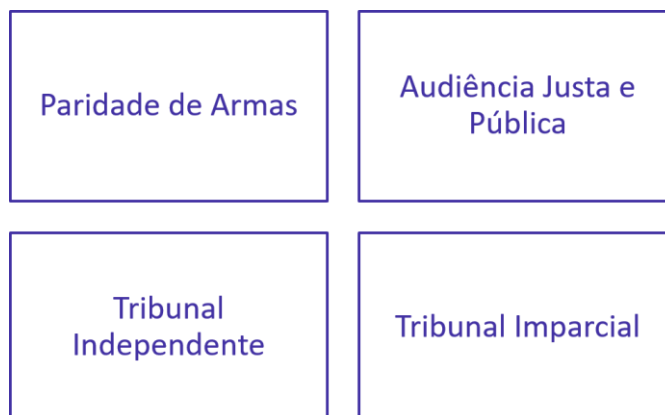 Paridade de Armas
Audiência Justa e
Pública
Tribunal
Independente
Tribunal Imparcial